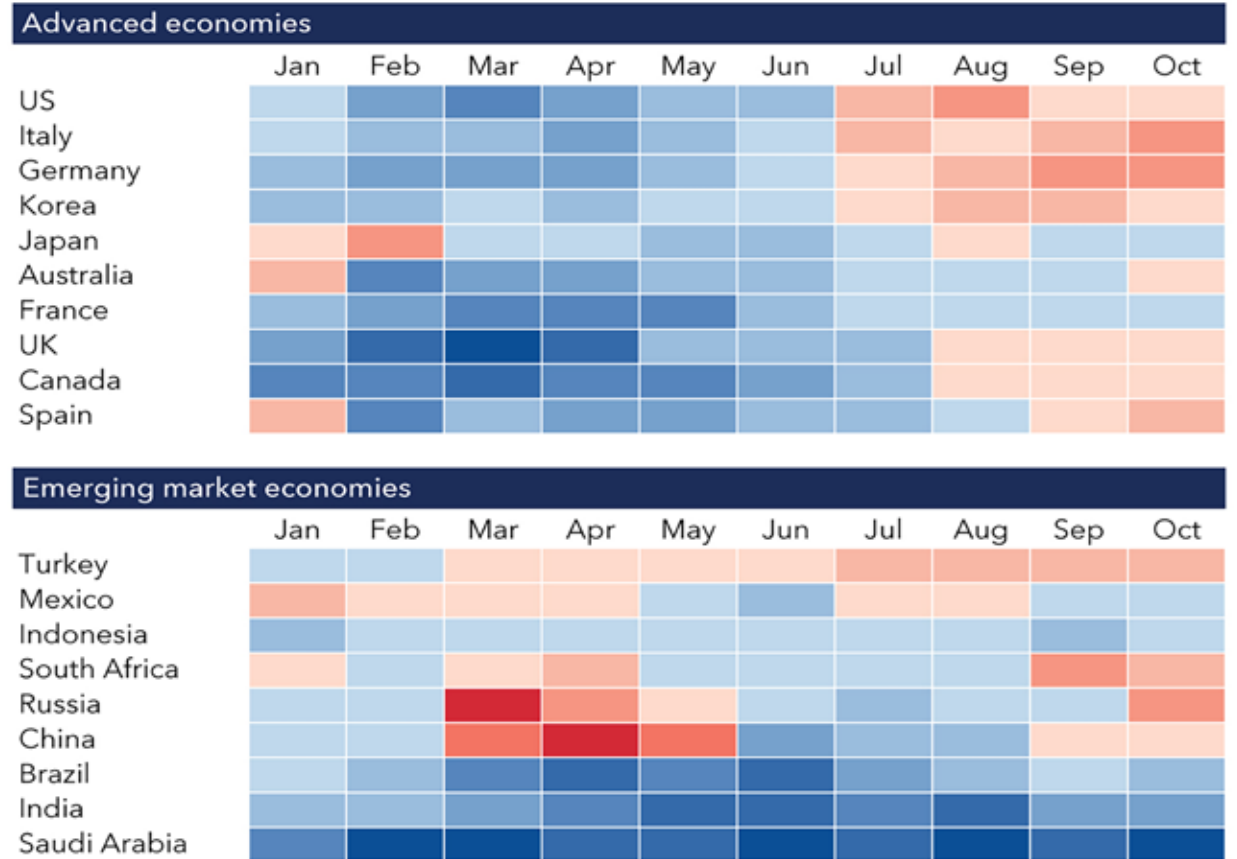 Advanced economies
Jan Feb Mar Apr May Jun Jul Aug Sep Oct
US
Italy
Germany
Korea
Japan
Australia
France
UK
Canada
Spain
Emerging market economies
Jan Feb Mar Apr May Jun Jul Aug Sep Oct
Turkey
Mexico
Indonesia
South Africa
Russia
China
Brazil
India
Saudi Arabia